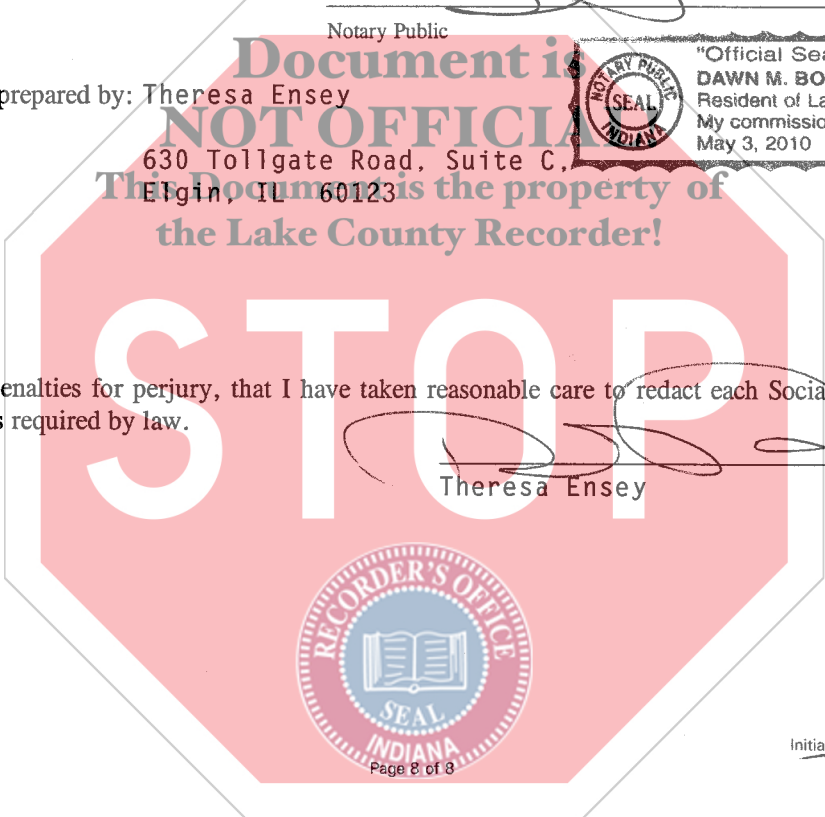 Notary Public
Document is
"Official Sea
NOTARY PUBLIC
SEAL
INDIANA
DAWN M. BO
Resident of La
My commissio
May 3, 2010
prepared by: Theresa Ensey
NOT OFFICIAL
630 Tollgate Road, Suite C,
This Document is the property of
Elgin, IL 60123
the Lake County Recorder!
STOP
enalties for perjury, that I have taken reasonable care to redact each Socia
s required by law.
Theresa Ensey
RECORDER'S OFFICE
SEAL
INDIANA
Page 8 of 8
Initia